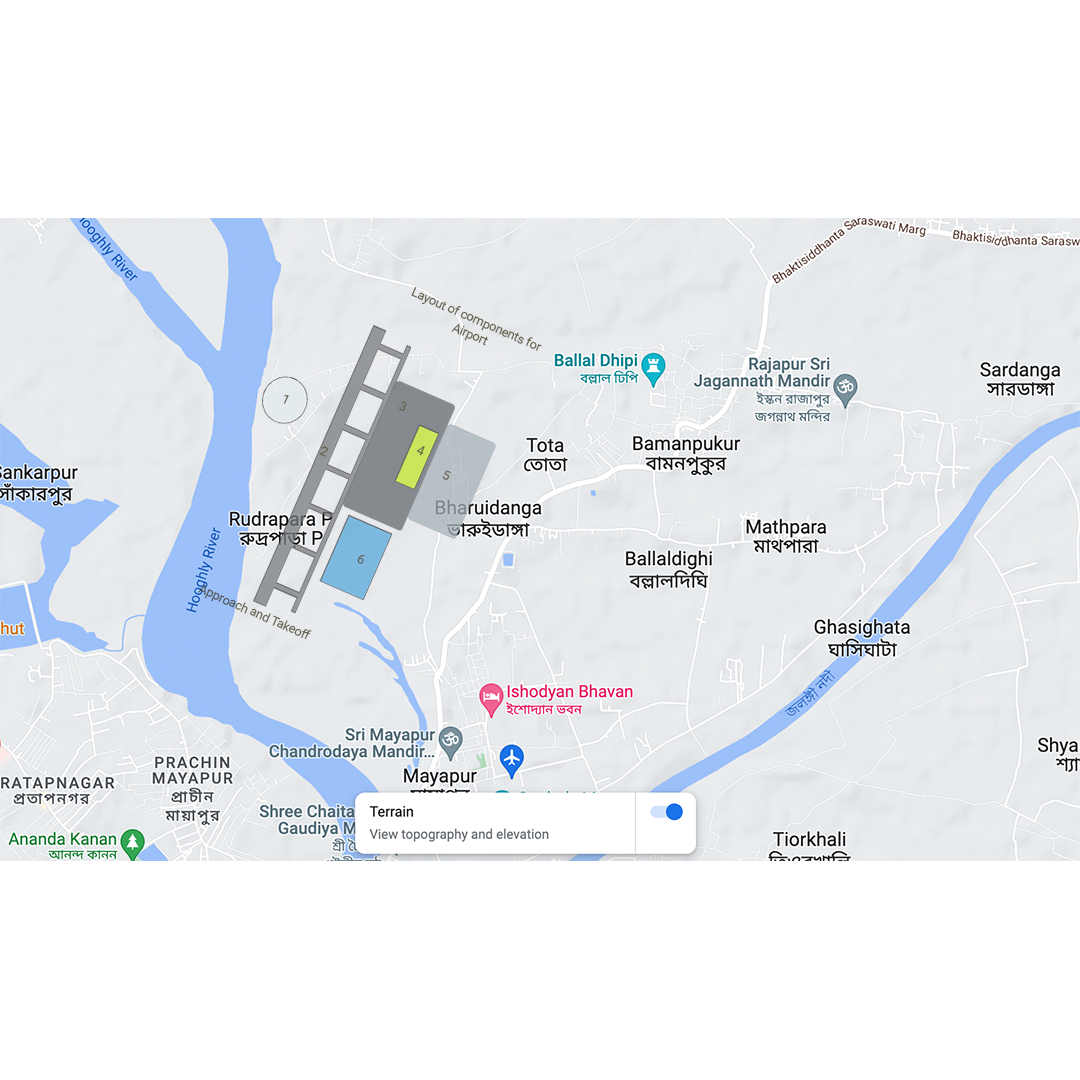 Hooghly River
Bhaktisiddhanta Saraswati Marg
Layout of components for
Airport
Ballal Dhipi
বল্লাল ঢিপি
Rajapur Sri
Jagannath Mandir
ইস্কন রাজাপুর
জগন্নাথ মন্দির
Sardanga
সারডাঙ্গা
1
2
3
4
5
6
Tota
তোতা
Bamanpukur
বামনপুকুর
Sankarpur
সাঁকারপুর
Bharuidanga
ভারুইডাঙ্গা
Rudrapara P
রুদ্রপাড়া P
Mathpara
মাথপারা
Ballaldighi
বল্লালদিঘি
Hooghly River
Approach and Takeoff
hut
Ghasighata
ঘাসিঘাটা
জলঙ্গী নদী
Ishodyan Bhavan
ইশোদ্যান ভবন
Sri Mayapur
Chandrodaya Mandir...
Mayapur
PRACHIN
MAYAPUR
প্রাচীন
মায়াপুর
RATAPNAGAR
প্রতাপনগর
Shya
শ্যা
Shree Chaita
Gaudiya M
Terrain
View topography and elevation
Ananda Kanan
আনন্দ কানন
Tiorkhali